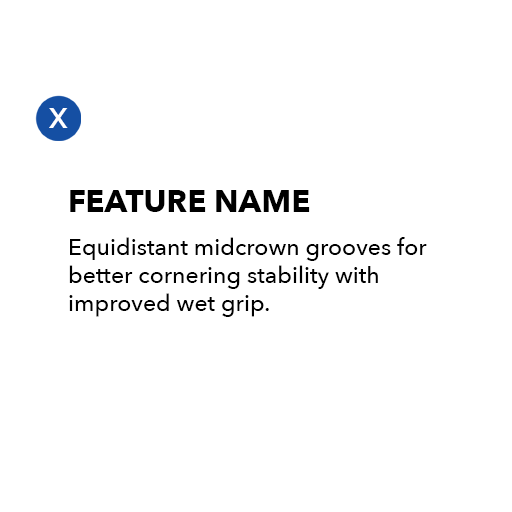 X
FEATURE NAME
Equidistant midcrown grooves for
better cornering stability with
improved wet grip.